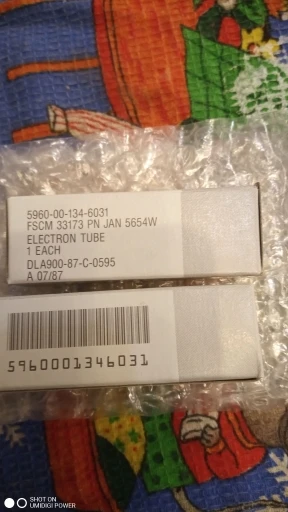 5960-00-134-6031
FSCM 33173 PN JAN 5654W
ELECTRON TUBE
1 EACH
DLA900-87-C-0595
A 07/87
5960001346031
SHOT ON
UMIDIGI POWER